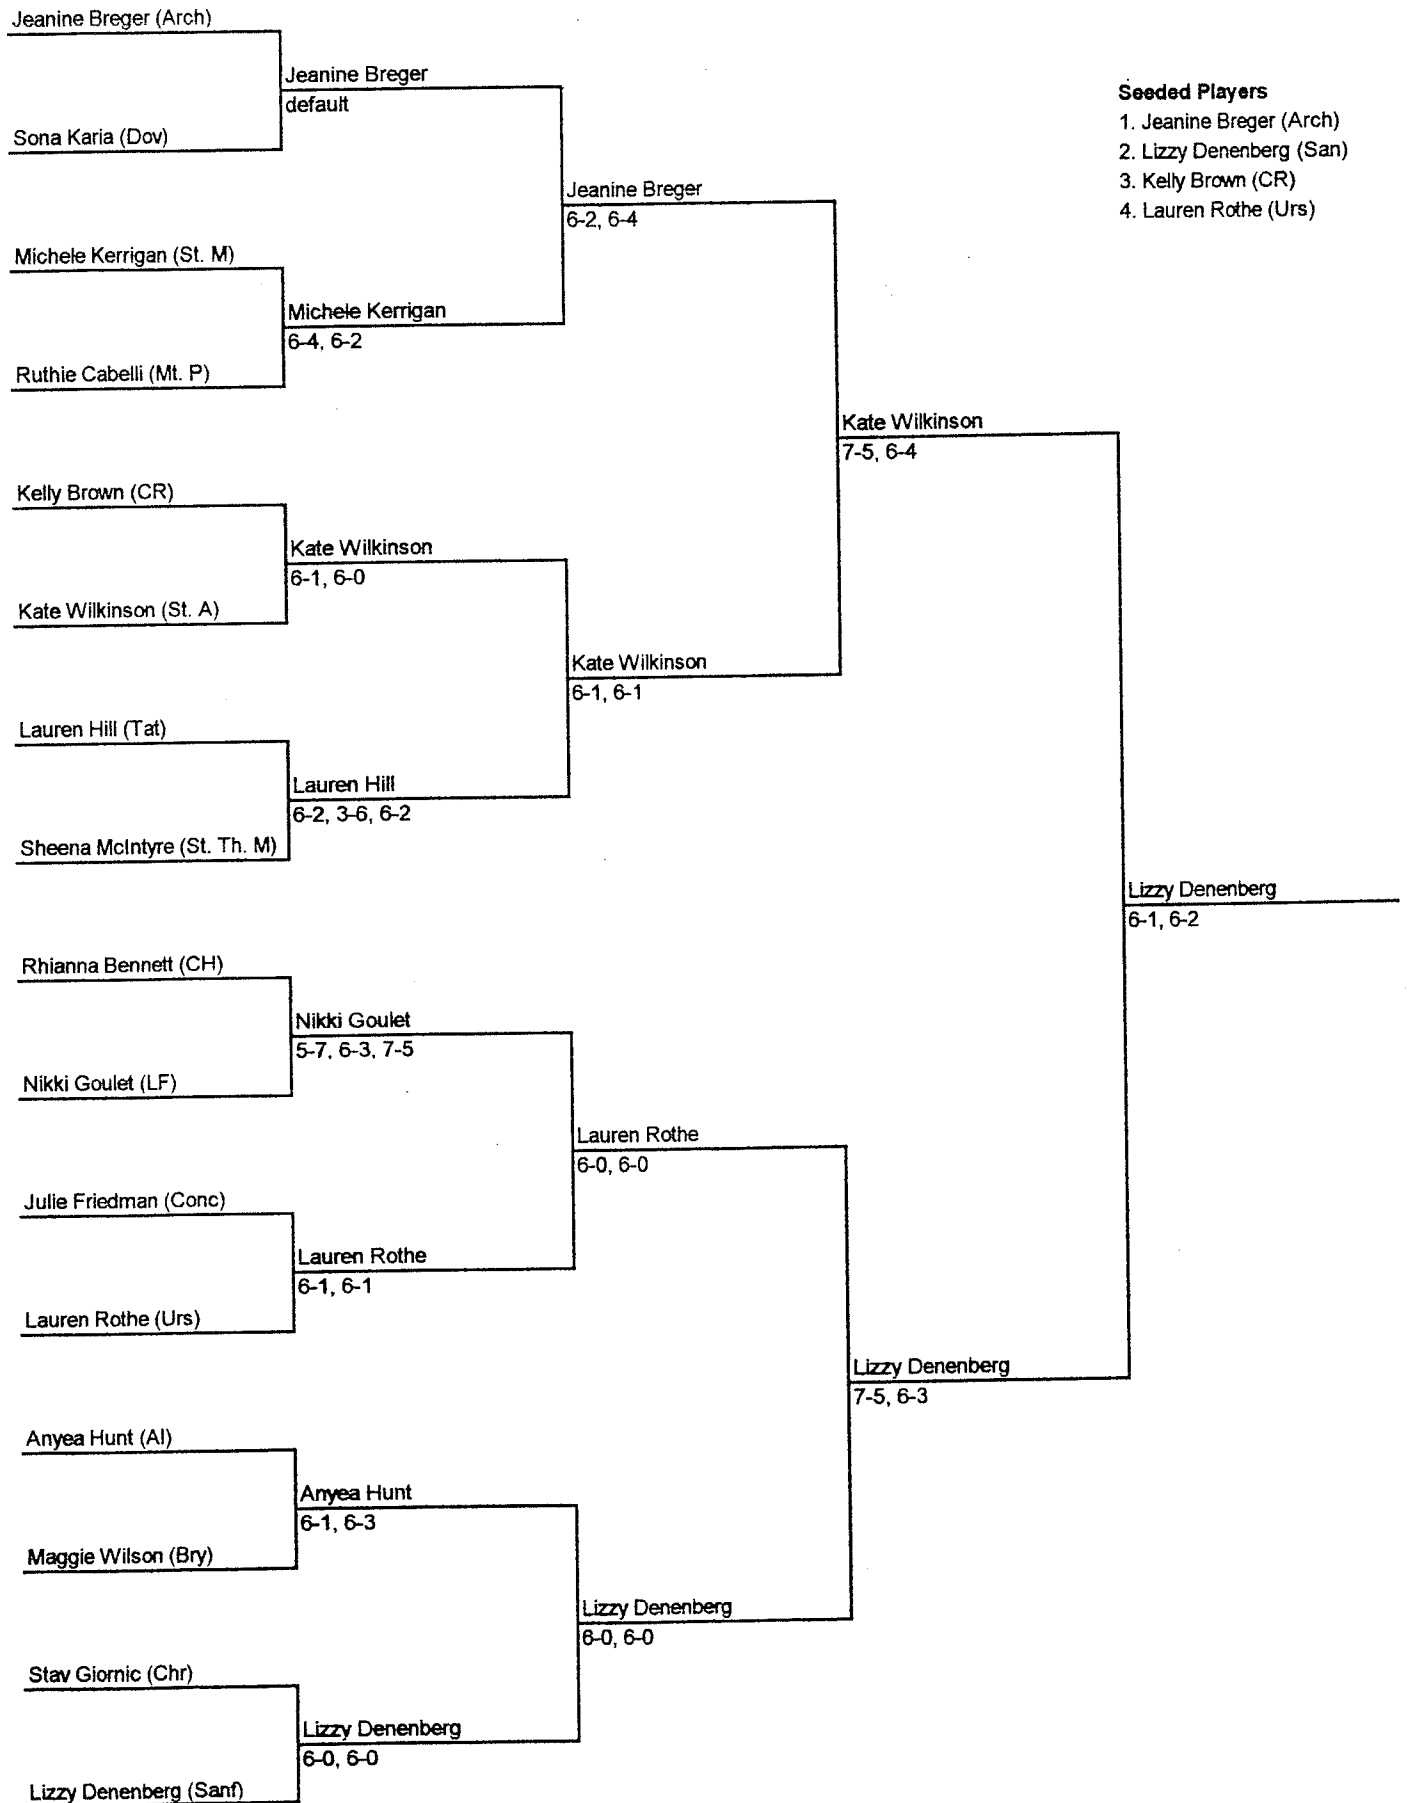 Jeanine Breger (Arch)
Jeanine Breger
default
Sona Karia (Dov)
Jeanine Breger
6-2, 6-4
Michele Kerrigan (St. M)
Michele Kerrigan
6-4, 6-2
Ruthie Cabelli (Mt. P)
Kate Wilkinson
7-5, 6-4
Kelly Brown (CR)
Kate Wilkinson
6-1, 6-0
Kate Wilkinson (St. A)
Kate Wilkinson
6-1, 6-1
Lauren Hill (Tat)
Lauren Hill
6-2, 3-6, 6-2
Sheena McIntyre (St. Th. M)
Lizzy Denenberg
6-1, 6-2
Rhianna Bennett (CH)
Nikki Goulet
5-7, 6-3, 7-5
Nikki Goulet (LF)
Lauren Rothe
6-0, 6-0
Julie Friedman (Conc)
Lauren Rothe
6-1, 6-1
Lauren Rothe (Urs)
Lizzy Denenberg
7-5, 6-3
Anyea Hunt (AI)
Anyea Hunt
6-1, 6-3
Maggie Wilson (Bry)
Lizzy Denenberg
6-0, 6-0
Stav Giornic (Chr)
Lizzy Denenberg
6-0, 6-0
Lizzy Denenberg (Sanf)
Seeded Players
1. Jeanine Breger (Arch)
2. Lizzy Denenberg (San)
3. Kelly Brown (CR)
4. Lauren Rothe (Urs)